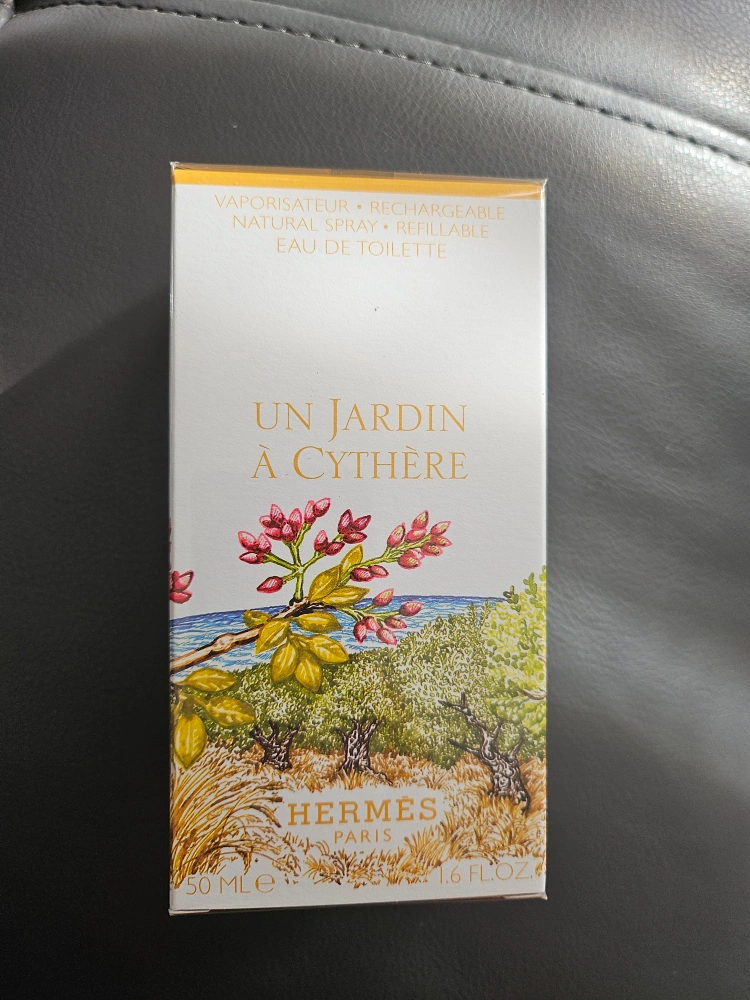 VAPORISATEUR • RECHARGEABLE
NATURAL SPRAY • REFILLABLE
EAU DE TOILETTE
UN JARDIN
À CYTHÈRE
HERMÈS
PARIS
50 ML e 1.6 FL.OZ.